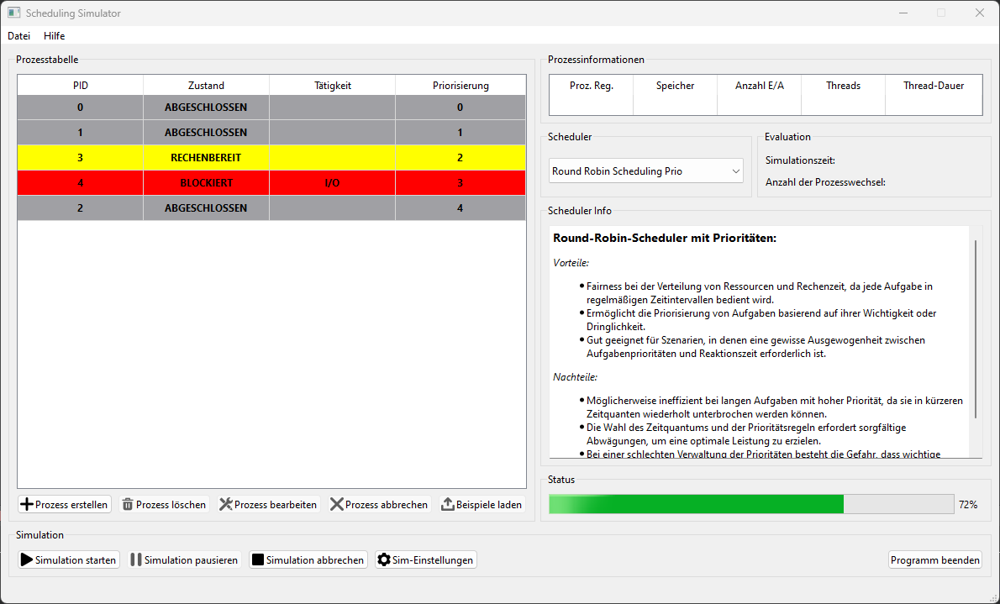 Scheduling Simulator
Datei Hilfe
Prozesstabelle
PID Zustand Tätigkeit Priorisierung
0 ABGESCHLOSSEN 0
1 ABGESCHLOSSEN 1
3 RECHENBEREIT 2
4 BLOCKIERT I/O 3
2 ABGESCHLOSSEN 4
Prozess erstellen Prozess löschen Prozess bearbeiten Prozess abbrechen Beispiele laden
Prozessinformationen
Proz. Reg. Speicher Anzahl E/A Threads Thread-Dauer
Scheduler
Round Robin Scheduling Prio
Evaluation
Simulationszeit:
Anzahl der Prozesswechsel:
Scheduler Info
Round-Robin-Scheduler mit Prioritäten:
Vorteile:
• Fairness bei der Verteilung von Ressourcen und Rechenzeit, da jede Aufgabe in
regelmäßigen Zeitintervallen bedient wird.
• Ermöglicht die Priorisierung von Aufgaben basierend auf ihrer Wichtigkeit oder
Dringlichkeit.
• Gut geeignet für Szenarien, in denen eine gewisse Ausgewogenheit zwischen
Aufgabenprioritäten und Reaktionszeit erforderlich ist.
Nachteile:
• Möglicherweise ineffizient bei langen Aufgaben mit hoher Priorität, da sie in kürzeren
Zeitquanten wiederholt unterbrochen werden können.
• Die Wahl des Zeitquantums und der Prioritätsregeln erfordert sorgfältige
Abwägungen, um eine optimale Leistung zu erzielen.
• Bei einer schlechten Verwaltung der Prioritäten besteht die Gefahr, dass wichtige
Status
72%
Simulation
Simulation starten Simulation pausieren Simulation abbrechen Sim-Einstellungen Programm beenden